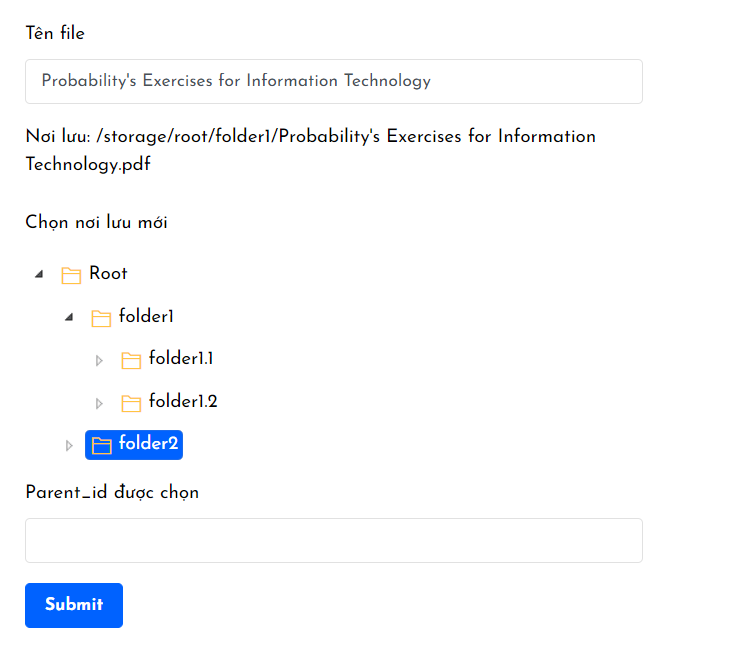 Tên file
Probability's Exercises for Information Technology
Nơi lưu: /storage/root/folder1/Probability's Exercises for Information
Technology.pdf
Chọn nơi lưu mới
Root
folder1
folder1.1
folder1.2
folder2
Parent_id được chọn
Submit